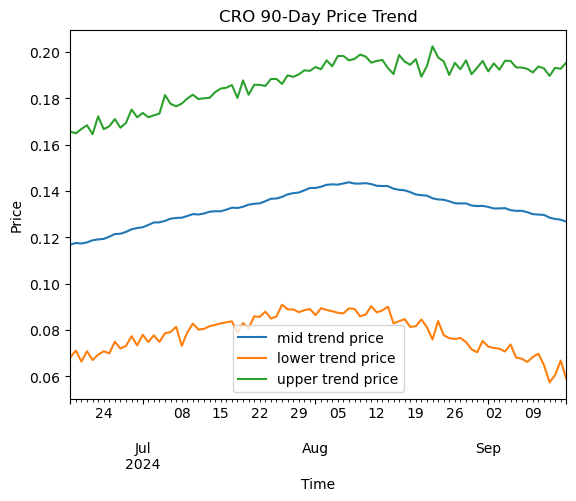 CRO 90-Day Price Trend
Price
0.20
0.18
0.16
0.14
0.12
0.10
0.08
0.06
mid trend price
lower trend price
upper trend price
24 08 15 22 29 05 12 19 26 02 09
Jul Aug Sep
2024
Time